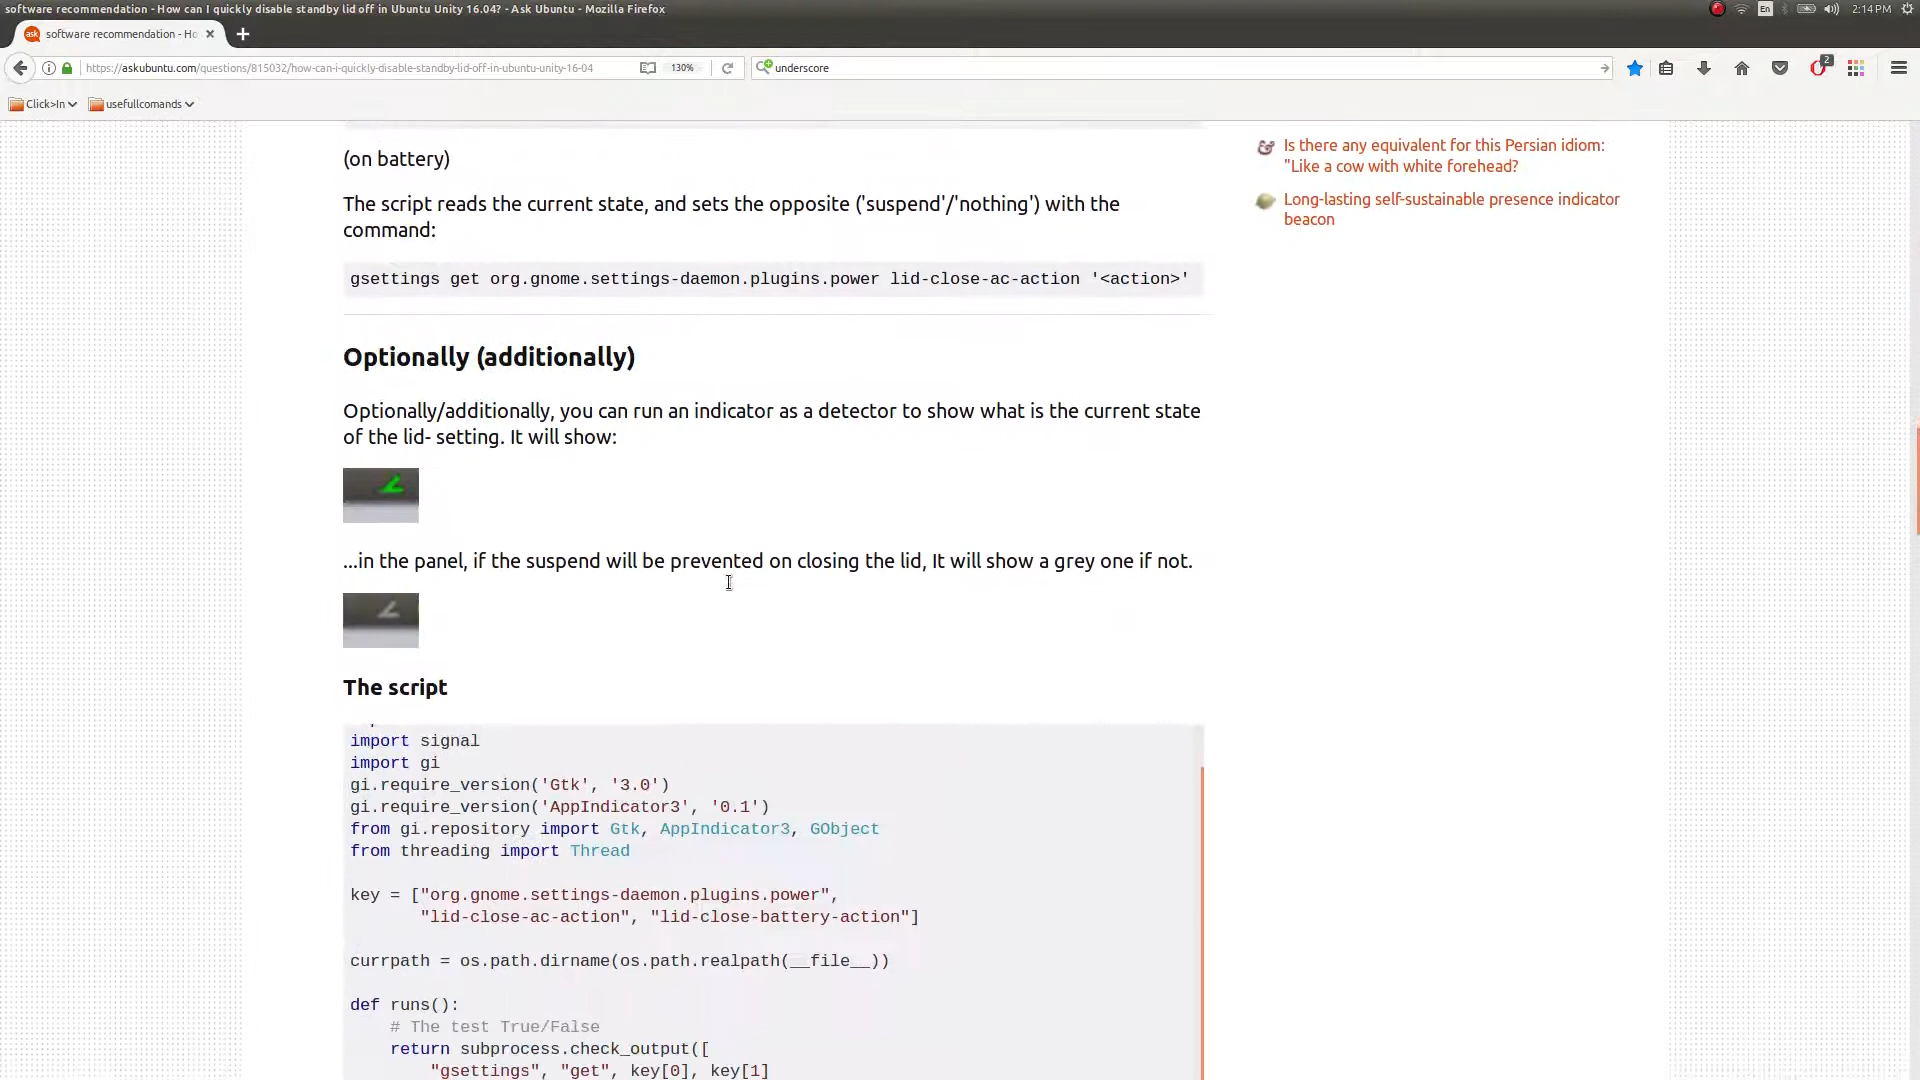 software recommendation - How can I quickly disable standby lid off in Ubuntu Unity 16.04? - Ask Ubuntu - Mozilla Firefox
En
2:14 PM
ask
software recommendation - Ho
https://askubuntu.com/questions/815032/how-can-i-quickly-disable-standby-lid-off-in-ubuntu-unity-16-04
130%
underscore
2
Click>In
usefullcomands
(on battery)
The script reads the current state, and sets the opposite ('suspend'/'nothing') with the
command:
gsettings get org.gnome.settings-daemon.plugins.power lid-close-ac-action '<action>'
Optionally (additionally)
Optionally/additionally, you can run an indicator as a detector to show what is the current state
of the lid- setting. It will show:
...in the panel, if the suspend will be prevented on closing the lid, It will show a grey one if not.
The script
import signal
import gi
gi.require_version('Gtk', '3.0')
gi.require_version('AppIndicator3', '0.1')
from gi.repository import Gtk, AppIndicator3, GObject
from threading import Thread
key = ["org.gnome.settings-daemon.plugins.power",
"lid-close-ac-action", "lid-close-battery-action"]
currpath = os.path.dirname(os.path.realpath(__file__))
def runs():
# The test True/False
return subprocess.check_output([
"gsettings", "get", key[0], key[1]
Is there any equivalent for this Persian idiom:
"Like a cow with white forehead?
Long-lasting self-sustainable presence indicator
beacon